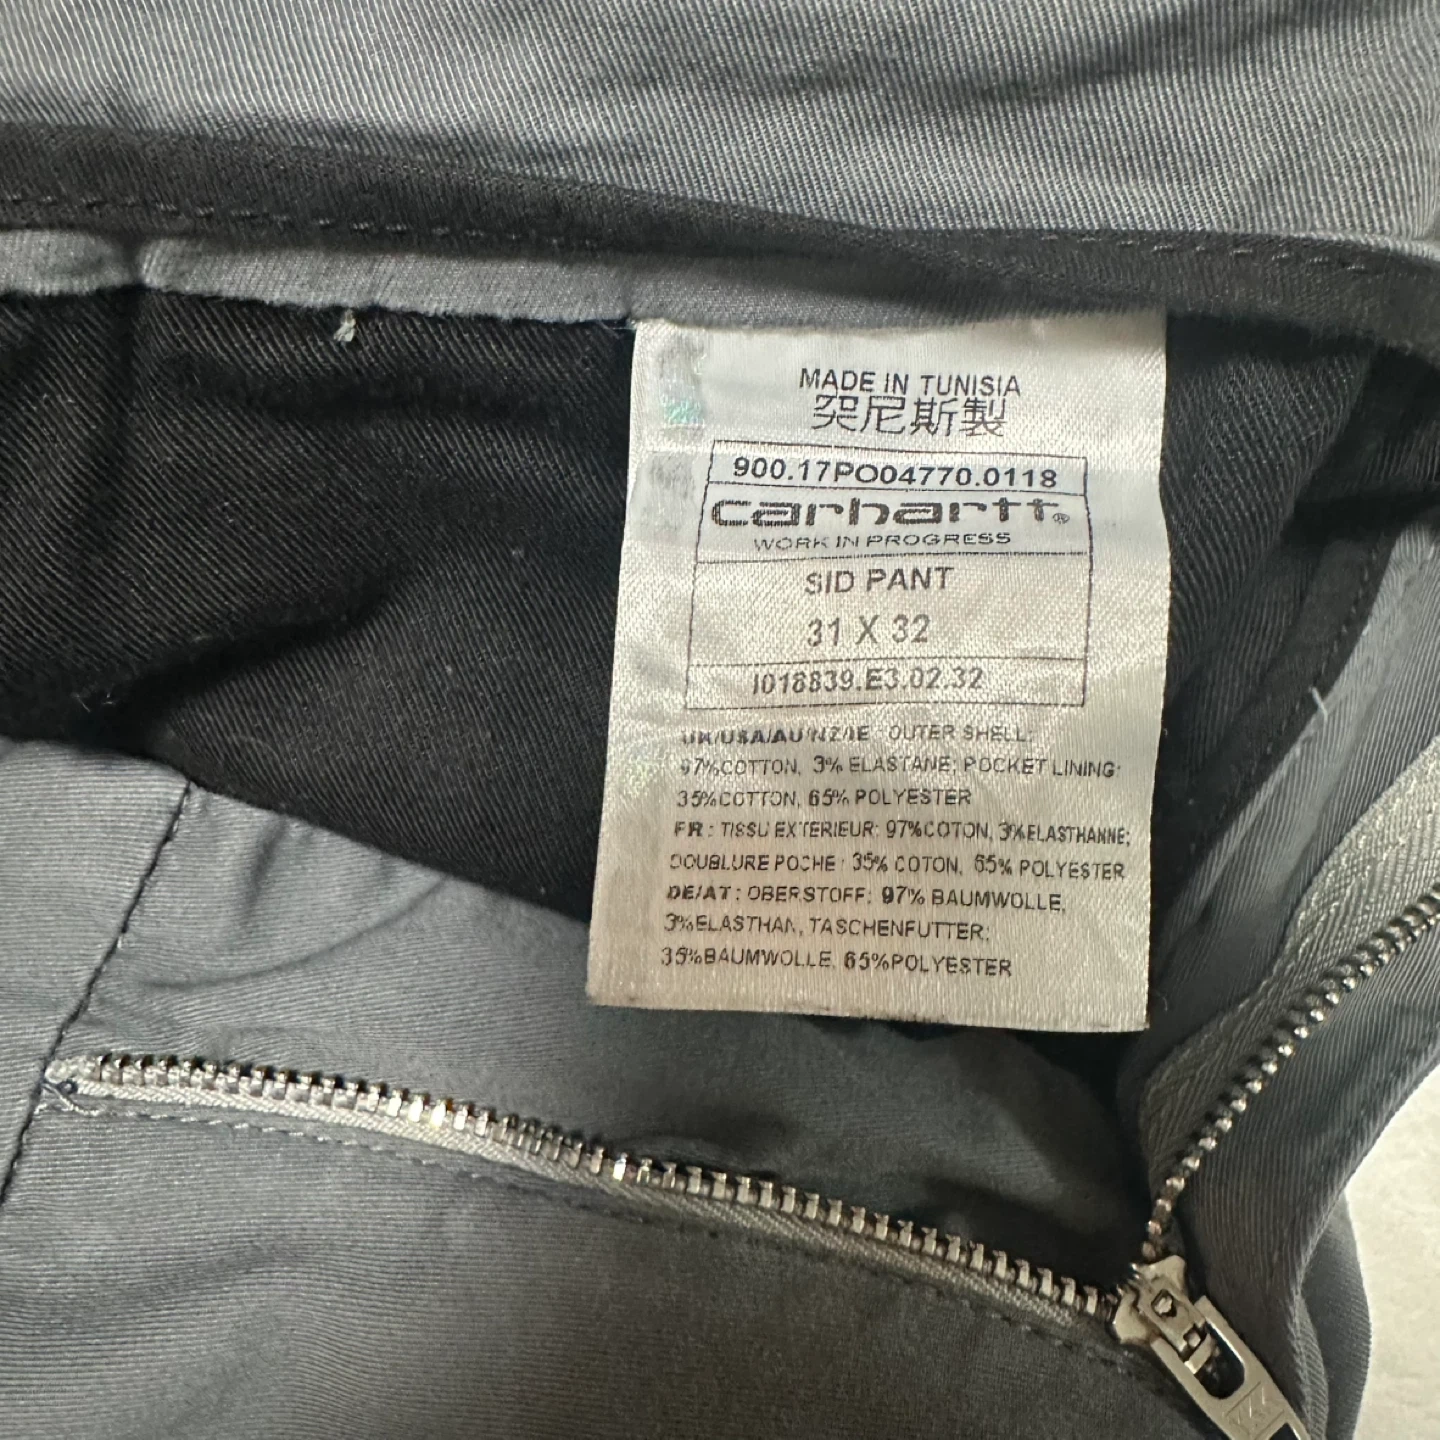 MADE IN TUNISIA
突尼斯製
900.17PO04770.0118
carhartt®
WORK IN PROGRESS
SID PANT
31 X 32
I018839.E3.02.32
UK/USA/AU/NZ/IE OUTER SHELL:
97%COTTON, 3% ELASTANE; POCKET LINING:
35%COTTON, 65% POLYESTER
FR : TISSU EXTERIEUR: 97%COTON, 3%ELASTHANNE;
DOUBLURE POCHE : 35% COTON, 65% POLYESTER
DE/AT : OBERSTOFF: 97% BAUMWOLLE,
3%ELASTHAN, TASCHENFUTTER:
35%BAUMWOLLE, 65%POLYESTER